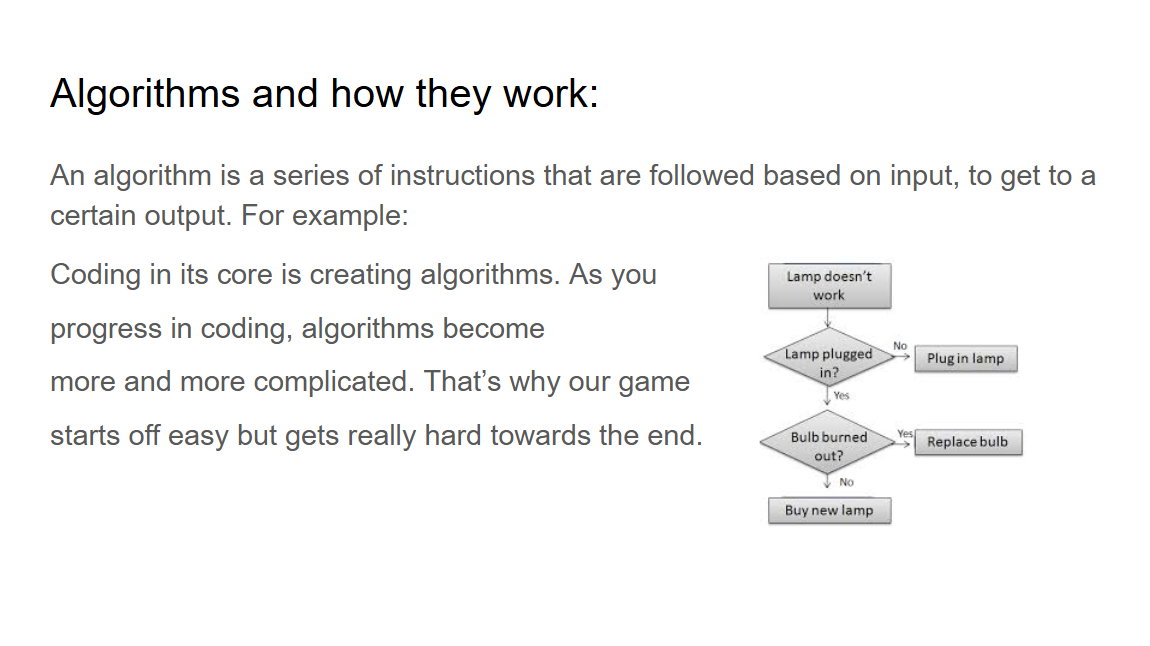 Algorithms and how they work:
An algorithm is a series of instructions that are followed based on input, to get to a
certain output. For example:
Coding in its core is creating algorithms. As you
progress in coding, algorithms become
more and more complicated. That’s why our game
starts off easy but gets really hard towards the end.
Lamp doesn't
work
Lamp plugged
in?
No
Plug in lamp
Yes
Bulb burned
out?
Yes
Replace bulb
No
Buy new lamp